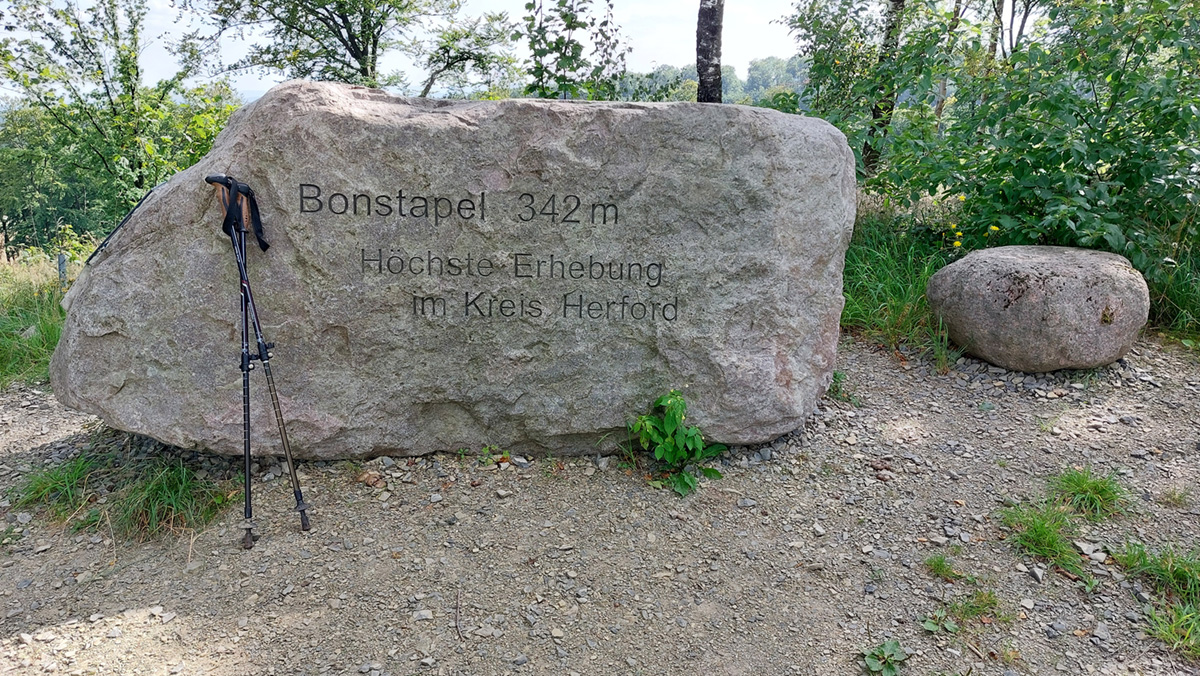 Bonstapel 342 m
Höchste Erhebung
im Kreis Herford